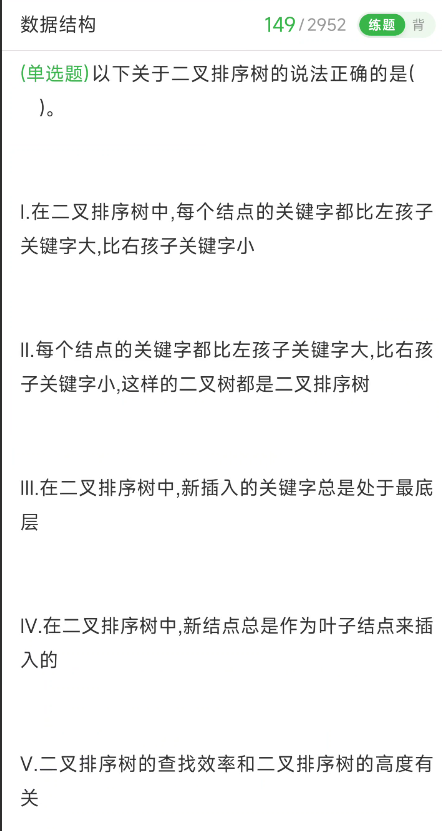 数据结构 149/2952 练题 背
(单选题)以下关于二叉排序树的说法正确的是(
)。
I.在二叉排序树中,每个结点的关键字都比左孩子
关键字大,比右孩子关键字小
II.每个结点的关键字都比左孩子关键字大,比右孩
子关键字小,这样的二叉树都是二叉排序树
III.在二叉排序树中,新插入的关键字总是处于最底
层
IV.在二叉排序树中,新结点总是作为叶子结点来插
入的
V.二叉排序树的查找效率和二叉排序树的高度有
关